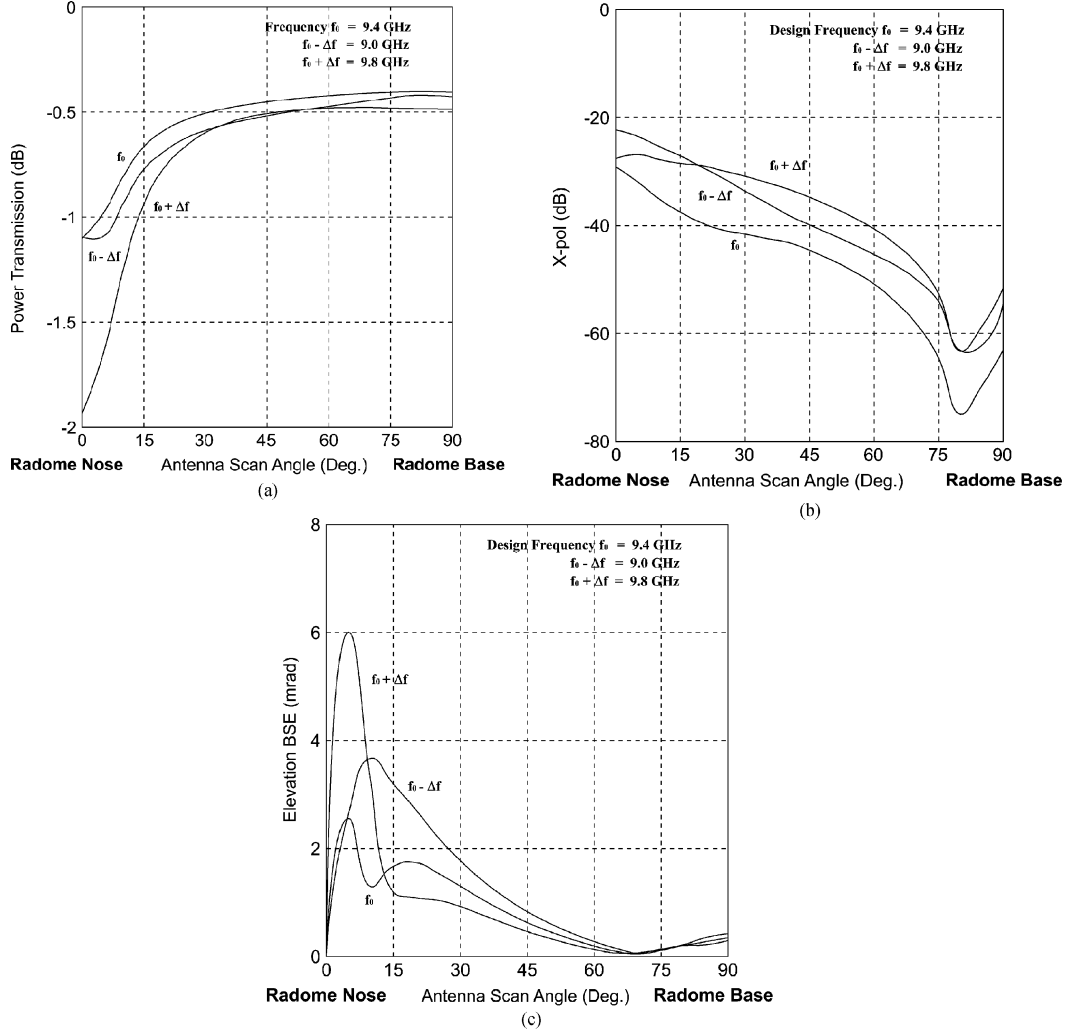 Frequency f₀ = 9.4 GHz
f₀ - Δf = 9.0 GHz
f₀ + Δf = 9.8 GHz
0
-0.5
-1
-1.5
-2
Power Transmission (dB)
f₀
f₀ + Δf
f₀ - Δf
0 15 30 45 60 75 90
Radome Nose Antenna Scan Angle (Deg.) Radome Base
(a)
Design Frequency f₀ = 9.4 GHz
f₀ - Δf = 9.0 GHz
f₀ + Δf = 9.8 GHz
0
-20
-40
-60
-80
X-pol (dB)
f₀ + Δf
f₀ - Δf
f₀
0 15 30 45 60 75 90
Radome Nose Antenna Scan Angle (Deg.) Radome Base
(b)
Design Frequency f₀ = 9.4 GHz
f₀ - Δf = 9.0 GHz
f₀ + Δf = 9.8 GHz
8
6
4
2
0
Elevation BSE (mrad)
f₀ + Δf
f₀ - Δf
f₀
0 15 30 45 60 75 90
Radome Nose Antenna Scan Angle (Deg.) Radome Base
(c)